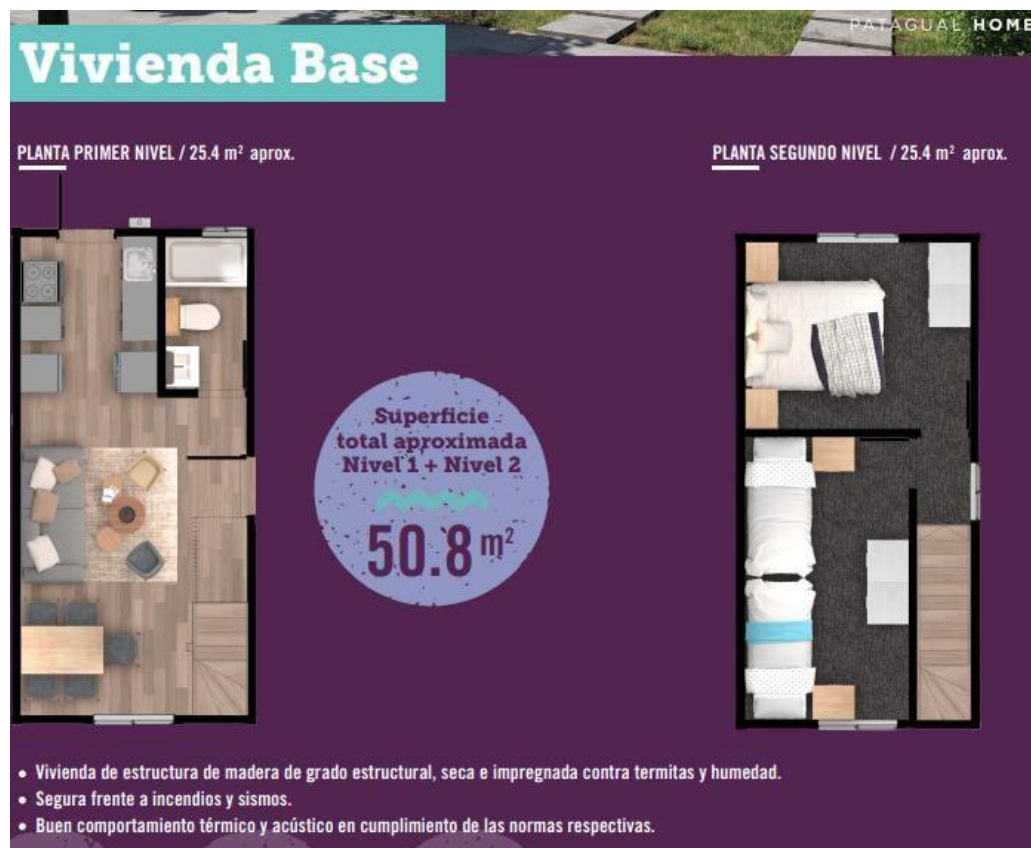 PATAGUAL HOME
Vivienda Base
PLANTA PRIMER NIVEL / 25.4 m² aprox.
PLANTA SEGUNDO NIVEL / 25.4 m² aprox.
Superficie
total aproximada
Nivel 1 + Nivel 2
50.8 m²
• Vivienda de estructura de madera de grado estructural, seca e impregnada contra termitas y humedad.
• Segura frente a incendios y sismos.
• Buen comportamiento térmico y acústico en cumplimiento de las normas respectivas.